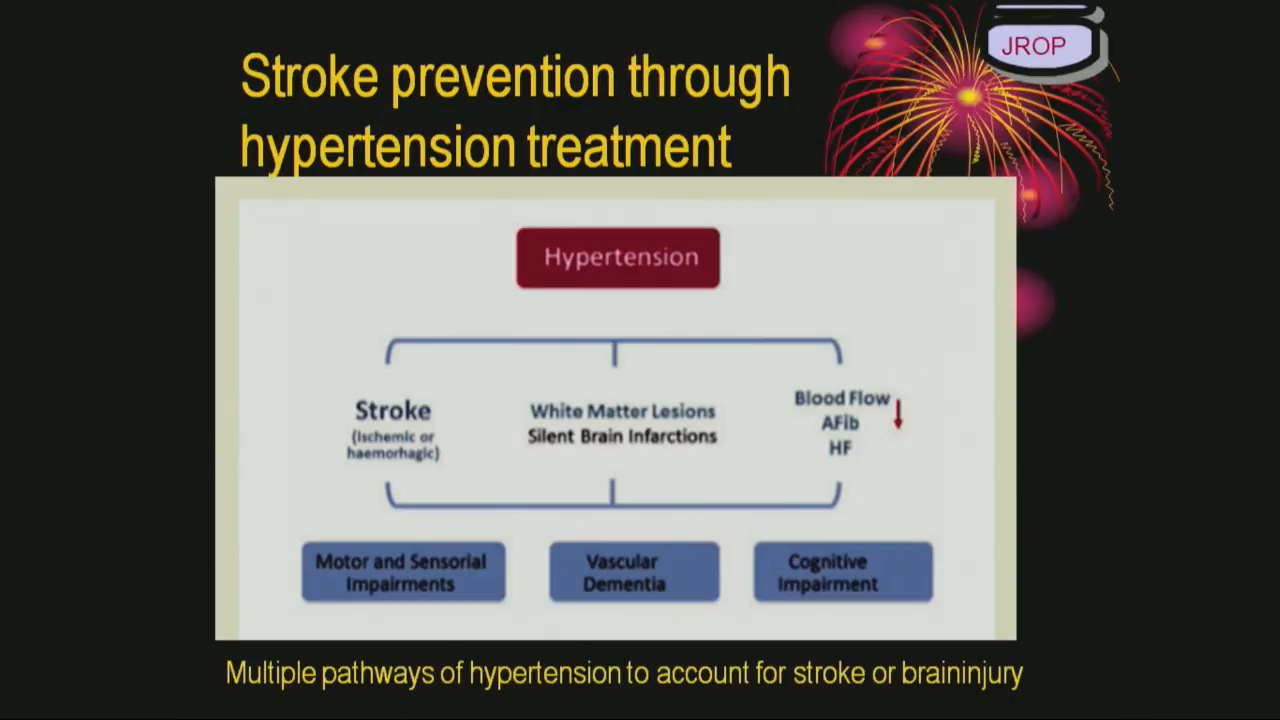 JROP
Stroke prevention through
hypertension treatment
Hypertension
Stroke
(Ischemic or
haemorhagic)
White Matter Lesions
Silent Brain Infarctions
Blood Flow
AFib
HF
Motor and Sensorial
Impairments
Vascular
Dementia
Cognitive
Impairment
Multiple pathways of hypertension to account for stroke or braininjury